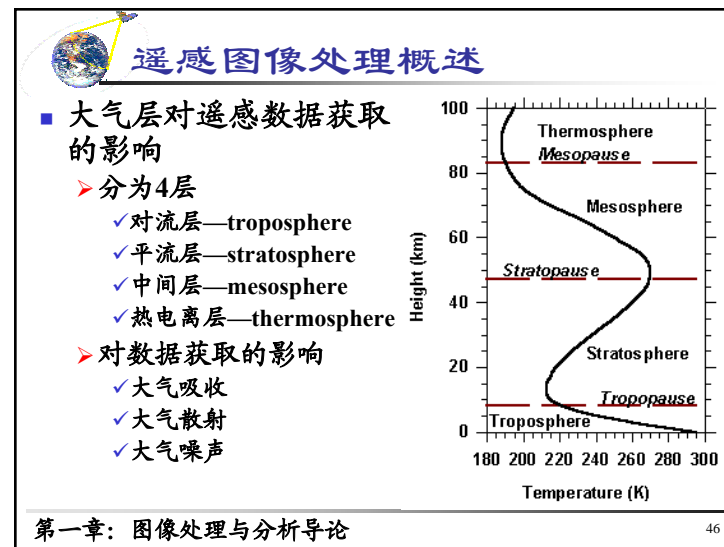 遥感图像处理概述
■ 大气层对遥感数据获取
的影响
➢分为4层
✓对流层—troposphere
✓平流层—stratosphere
✓中间层—mesosphere
✓热电离层—thermosphere
➢对数据获取的影响
✓大气吸收
✓大气散射
✓大气噪声
Height (km)
100
80
60
40
20
0
Thermosphere
Mesopause
Mesosphere
Stratopause
Stratosphere
Tropopause
Troposphere
180 200 220 240 260 280 300
Temperature (K)
第一章：图像处理与分析导论
46